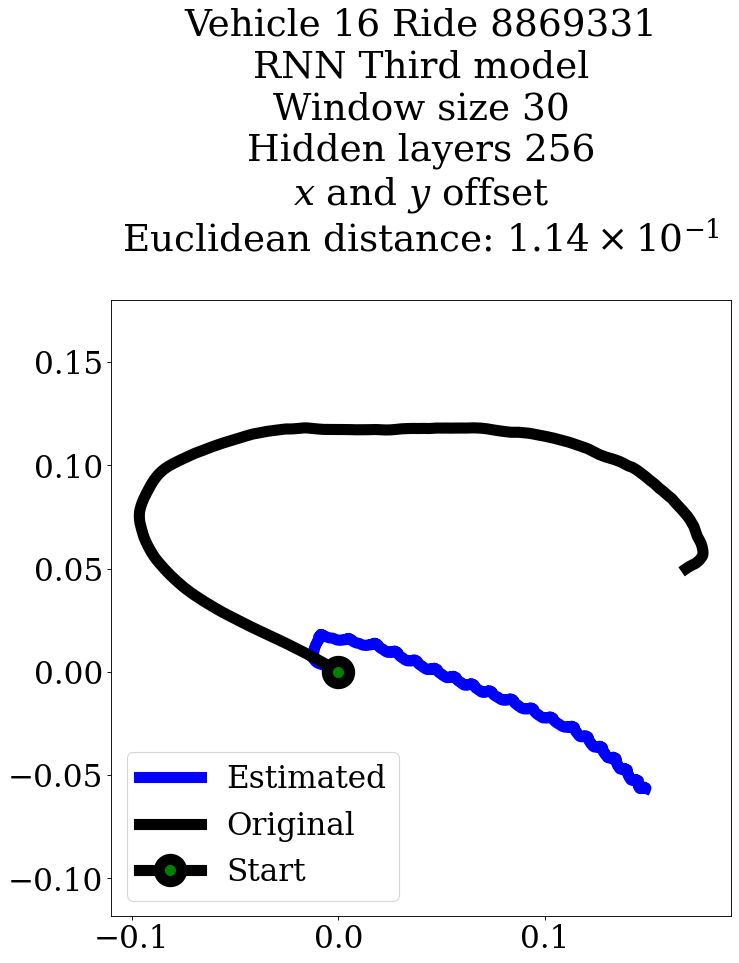 Vehicle 16 Ride 8869331
RNN Third model
Window size 30
Hidden layers 256
x and y offset
Euclidean distance: 1.14 × 10⁻¹
0.15
0.10
0.05
0.00
−0.05
−0.10
Estimated
Original
Start
−0.1
0.0
0.1